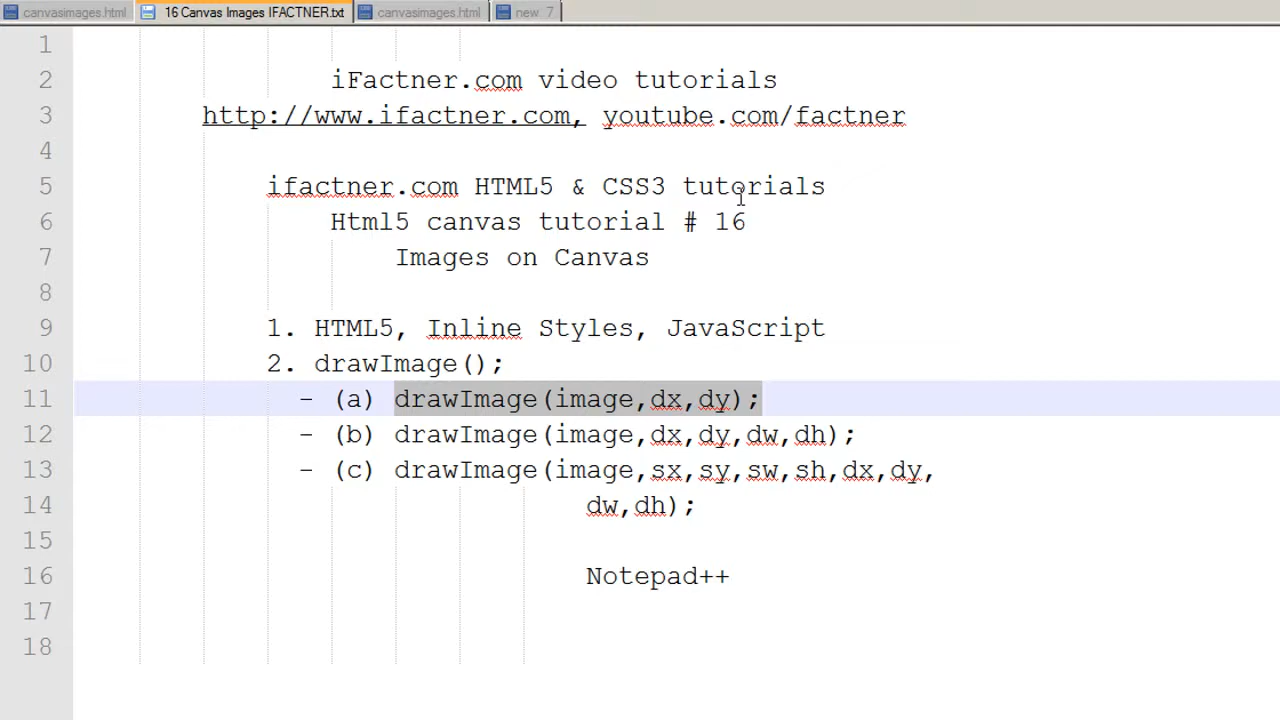 canvasimages.html 16 Canvas Images IFACTNER.txt canvasimages.html new 7
1
2 iFactner.com video tutorials
3 http://www.ifactner.com, youtube.com/factner
4
5 ifactner.com HTML5 & CSS3 tutorials
6 Html5 canvas tutorial # 16
7 Images on Canvas
8
9 1. HTML5, Inline Styles, JavaScript
10 2. drawImage();
11 - (a) drawImage(image,dx,dy);
12 - (b) drawImage(image,dx,dy,dw,dh);
13 - (c) drawImage(image,sx,sy,sw,sh,dx,dy,
14 dw,dh);
15
16 Notepad++
17
18